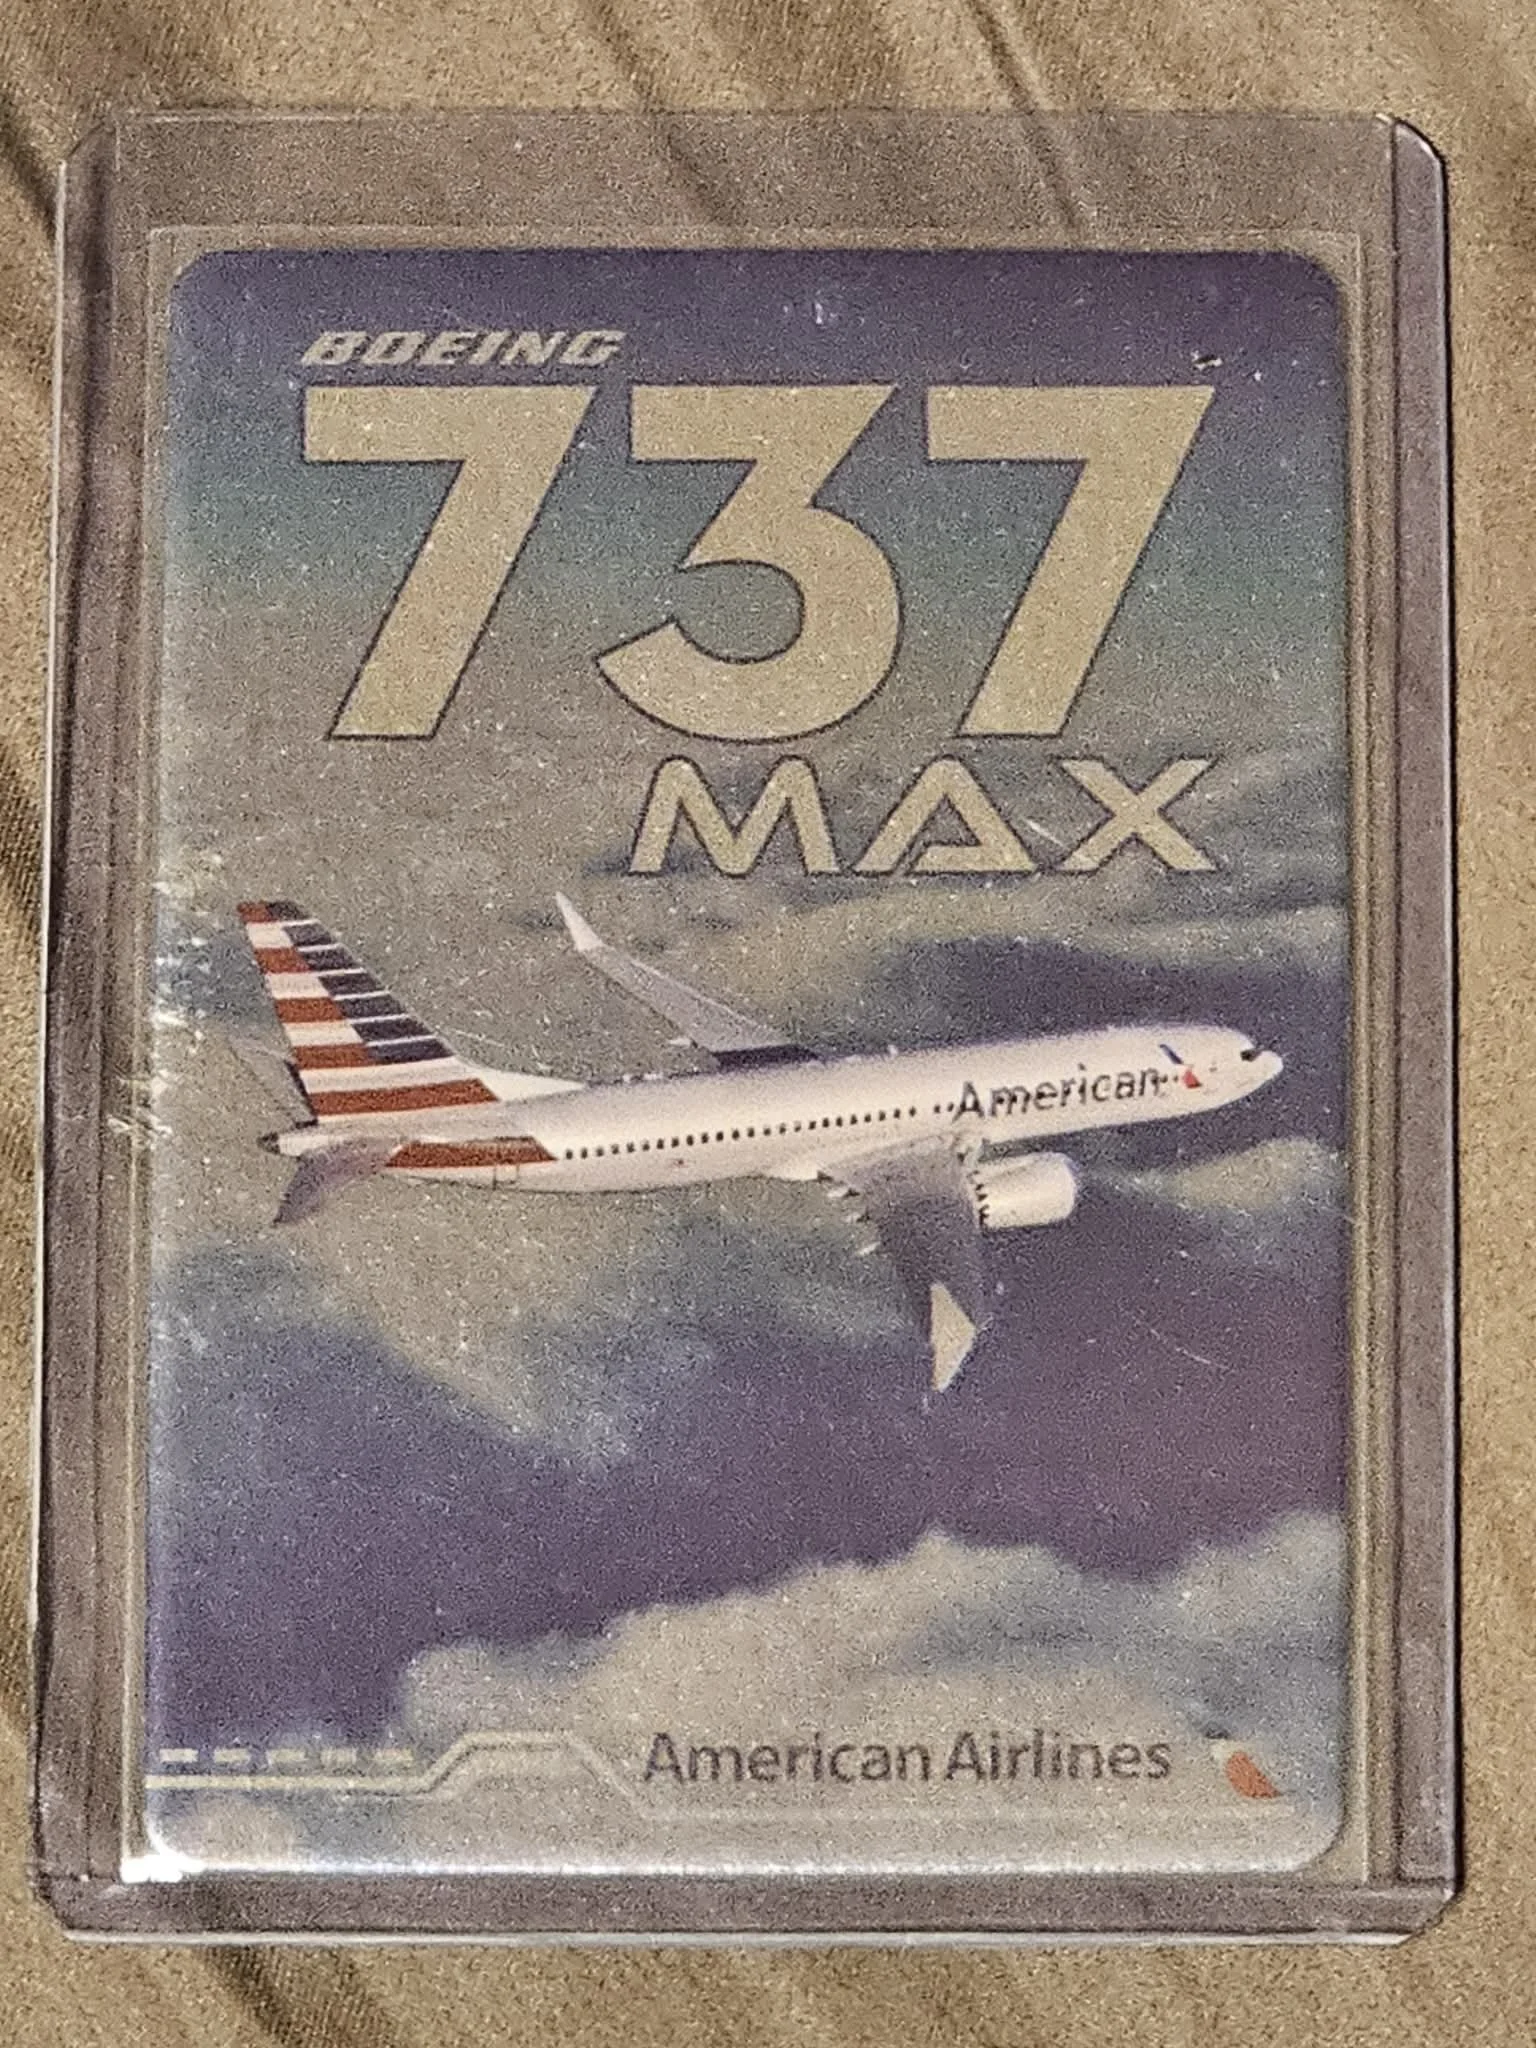 BOEING
737
MAX
American
American Airlines